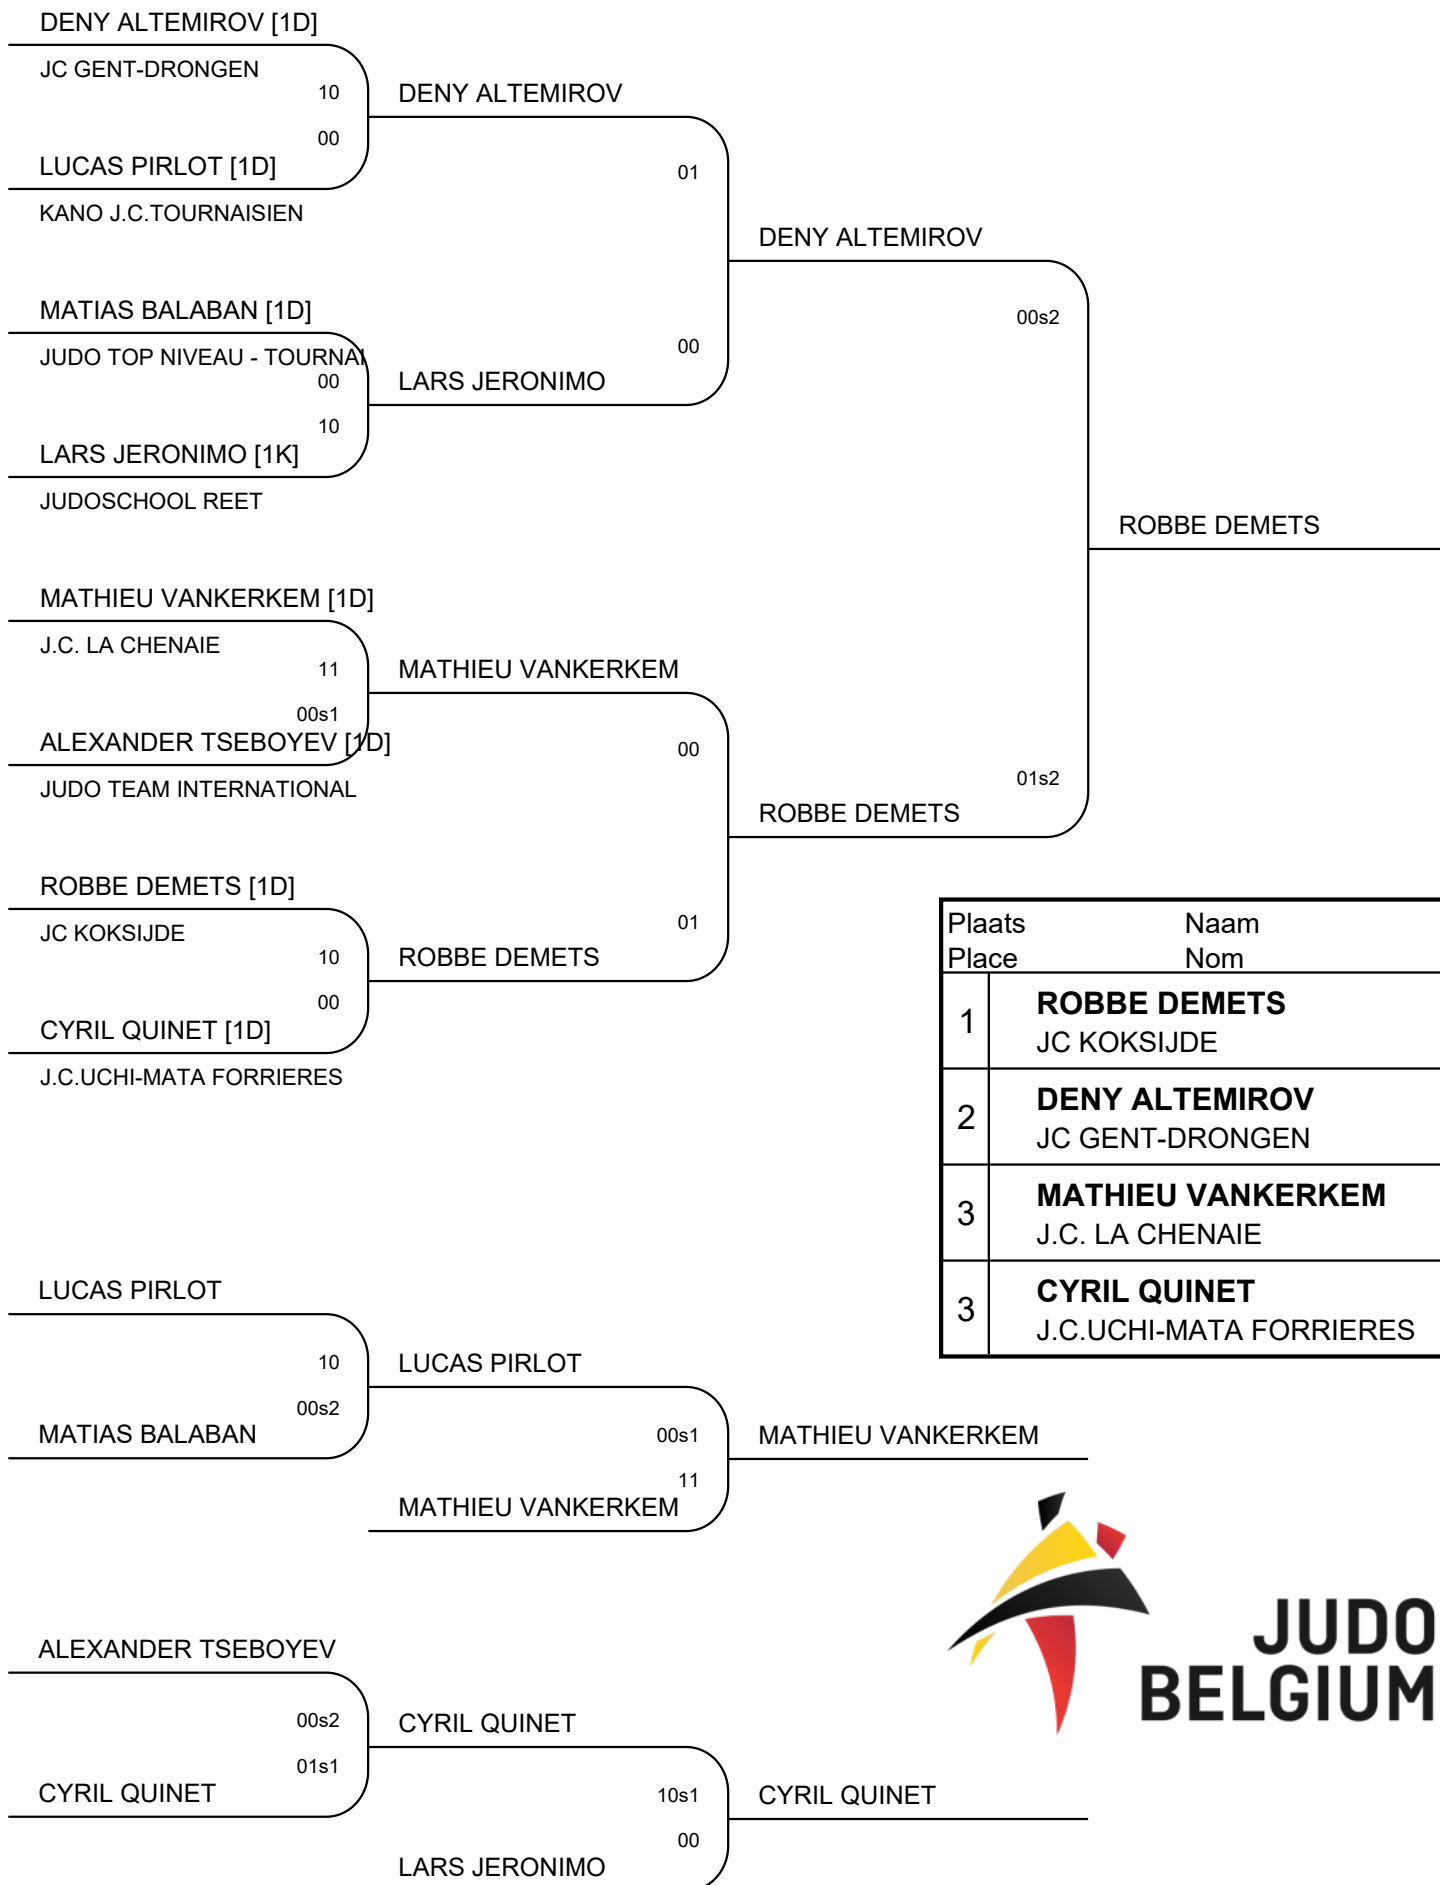 DENY ALTEMIROV [1D]
JC GENT-DRONGEN
10
00
LUCAS PIRLOT [1D]
KANO J.C.TOURNAISIEN
DENY ALTEMIROV
01
MATIAS BALABAN [1D]
JUDO TOP NIVEAU - TOURNAI
00
10
LARS JERONIMO [1K]
JUDOSCHOOL REET
00
LARS JERONIMO
DENY ALTEMIROV
00s2
MATHIEU VANKERKEM [1D]
J.C. LA CHENAIE
11
00s1
ALEXANDER TSEBOYEV [1D]
JUDO TEAM INTERNATIONAL
MATHIEU VANKERKEM
00
ROBBE DEMETS [1D]
JC KOKSIJDE
10
00
CYRIL QUINET [1D]
J.C.UCHI-MATA FORRIERES
01
ROBBE DEMETS
01s2
ROBBE DEMETS
ROBBE DEMETS
Plaats Naam
Place Nom
1 ROBBE DEMETS
JC KOKSIJDE
2 DENY ALTEMIROV
JC GENT-DRONGEN
3 MATHIEU VANKERKEM
J.C. LA CHENAIE
3 CYRIL QUINET
J.C.UCHI-MATA FORRIERES
LUCAS PIRLOT
10
00s2
MATIAS BALABAN
LUCAS PIRLOT
00s1
11
MATHIEU VANKERKEM
MATHIEU VANKERKEM
JUDO
BELGIUM
ALEXANDER TSEBOYEV
00s2
01s1
CYRIL QUINET
CYRIL QUINET
10s1
00
LARS JERONIMO
CYRIL QUINET